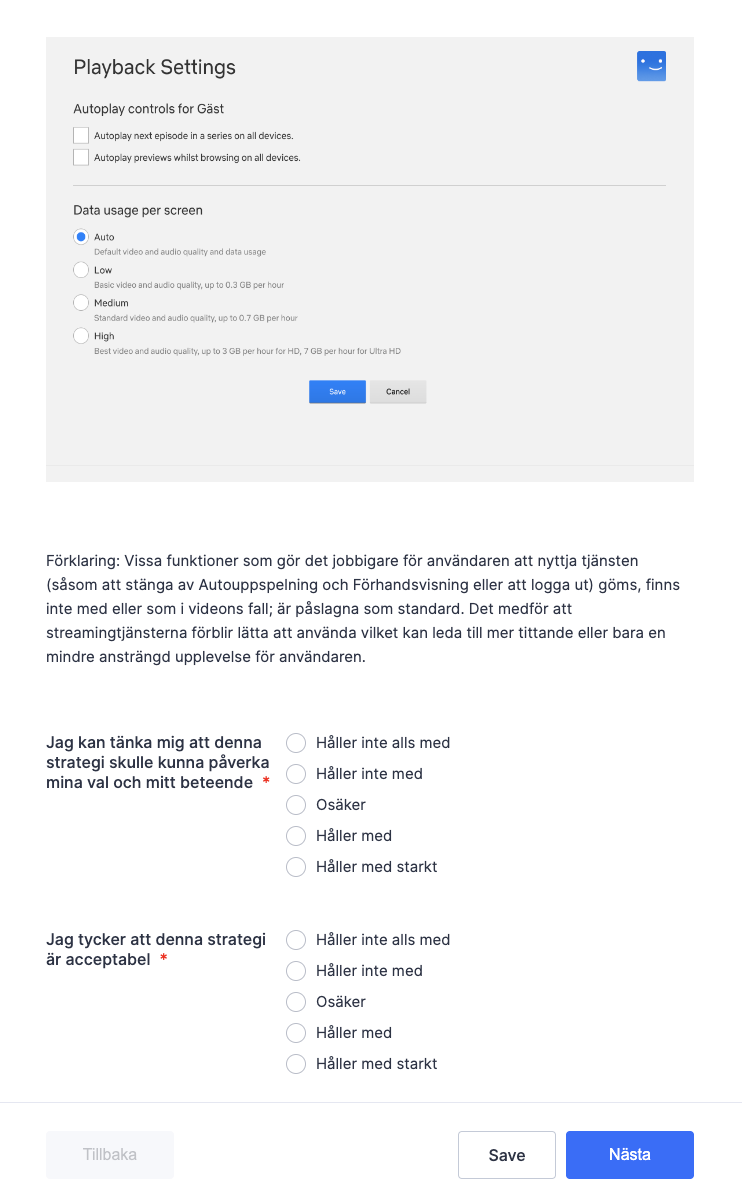 Playback Settings
Autoplay controls for Gäst
Autoplay next episode in a series on all devices.
Autoplay previews whilst browsing on all devices.
Data usage per screen
Auto
Default video and audio quality and data usage
Low
Basic video and audio quality, up to 0.3 GB per hour
Medium
Standard video and audio quality, up to 0.7 GB per hour
High
Best video and audio quality, up to 3 GB per hour for HD, 7 GB per hour for Ultra HD
Save Cancel
Förklaring: Vissa funktioner som gör det jobbigare för användaren att nyttja tjänsten
(såsom att stänga av Autouppspelning och Förhandsvisning eller att logga ut) göms, finns
inte med eller som i videons fall; är påslagna som standard. Det medför att
streamingtjänsterna förblir lätta att använda vilket kan leda till mer tittande eller bara en
mindre ansträngd upplevelse för användaren.
Jag kan tänka mig att denna
strategi skulle kunna påverka
mina val och mitt beteende *
Håller inte alls med
Håller inte med
Osäker
Håller med
Håller med starkt
Jag tycker att denna strategi
är acceptabel *
Håller inte alls med
Håller inte med
Osäker
Håller med
Håller med starkt
Tillbaka Save Nästa